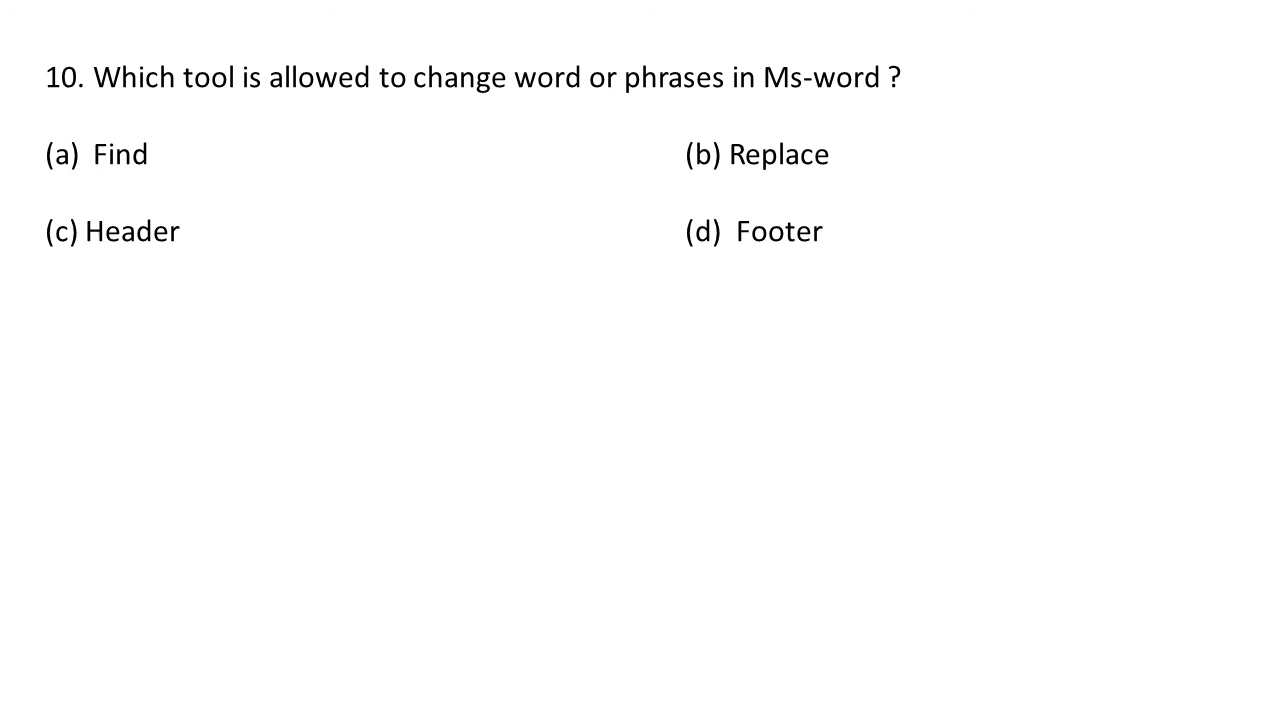 10. Which tool is allowed to change word or phrases in Ms-word ?
(a) Find (b) Replace
(c) Header (d) Footer